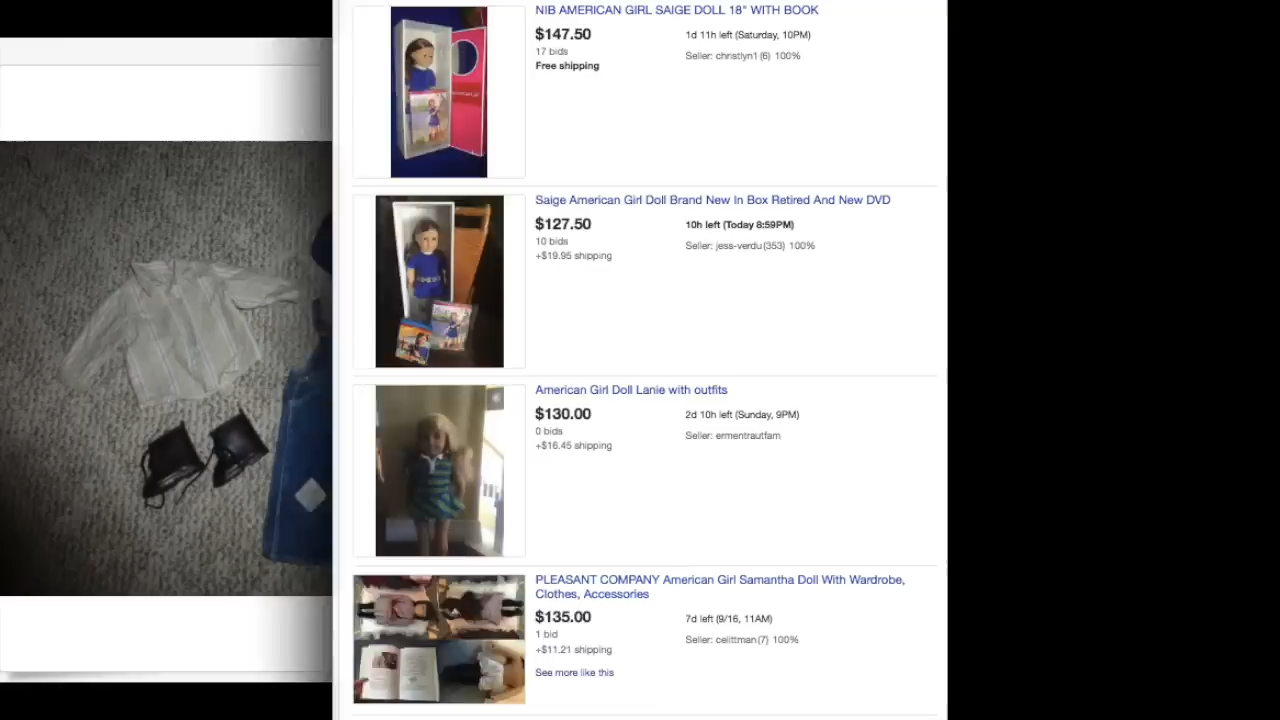 NIB AMERICAN GIRL SAIGE DOLL 18" WITH BOOK
$147.50
1d 11h left (Saturday, 10PM)
17 bids
Seller: christlyn1 (6) 100%
Free shipping
Saige American Girl Doll Brand New In Box Retired And New DVD
$127.50
10h left (Today 8:59PM)
10 bids
Seller: jess-verdu (353) 100%
+$19.95 shipping
American Girl Doll Lanie with outfits
$130.00
2d 10h left (Sunday, 9PM)
0 bids
Seller: ermentrautfam
+$16.45 shipping
PLEASANT COMPANY American Girl Samantha Doll With Wardrobe,
Clothes, Accessories
$135.00
7d left (9/16, 11AM)
1 bid
Seller: celittman (7) 100%
+$11.21 shipping
See more like this